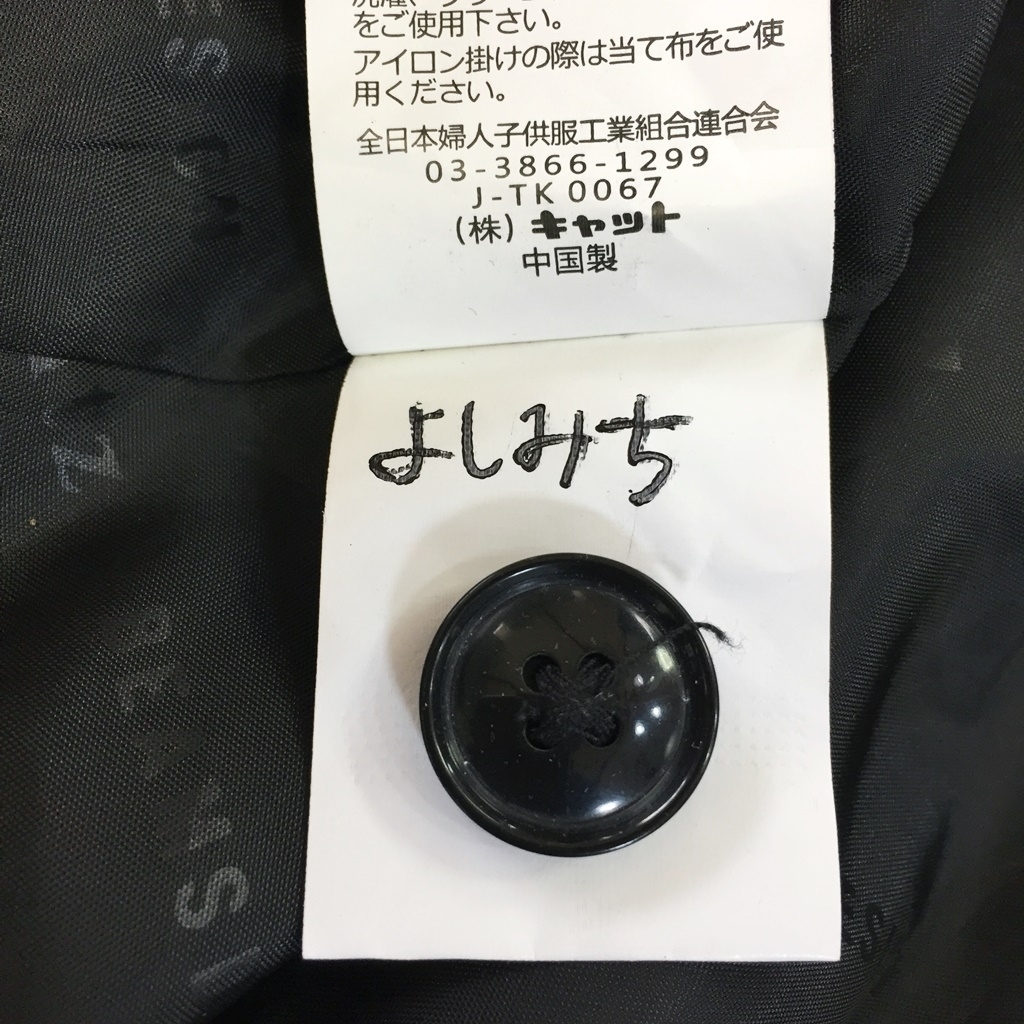 をご使用下さい。
アイロン掛けの際は当て布をご使
用ください。
全日本婦人子供服工業組合連合会
03-3866-1299
J-TK 0067
(株) キャット
中国製
よしみち